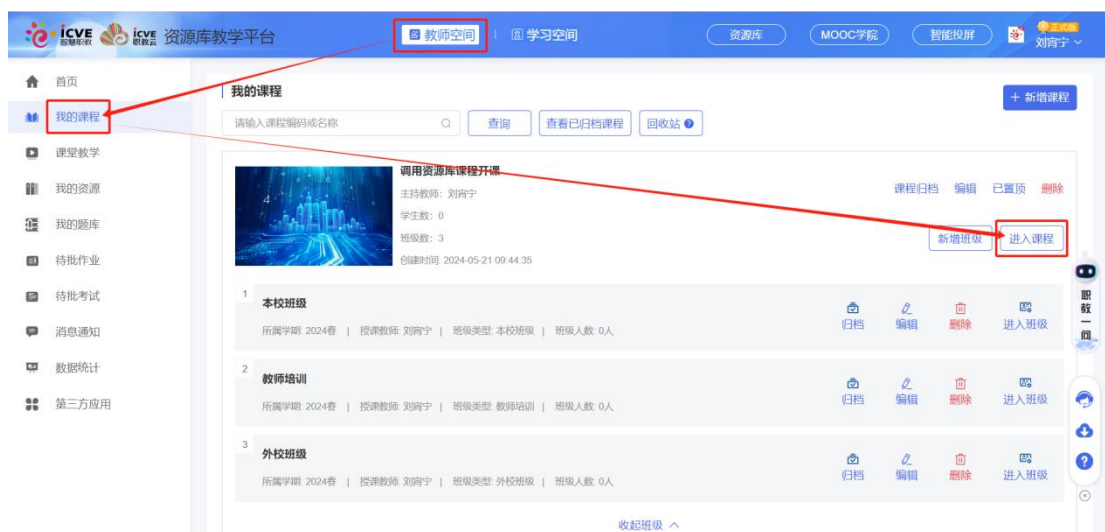 icve 智慧职教 icve 职教云 资源库教学平台 教师空间 | 学习空间 资源库 MOOC学院 智能投屏 正式版 刘宵宁
首页
我的课程
课堂教学
我的资源
我的题库
待批作业
待批考试
消息通知
数据统计
第三方应用
我的课程
+ 新增课程
请输入课程编码或名称 查询 查看已归档课程 回收站
调用资源库课程开课
主持教师: 刘宵宁
学生数: 0
班级数: 3
创建时间: 2024-05-21 09:44:35
课程归档 编辑 已置顶 删除
新增班级 进入课程
1 本校班级
所属学期: 2024春 | 授课教师: 刘宵宁 | 班级类型: 本校班级 | 班级人数: 0人
归档 编辑 删除 进入班级
2 教师培训
所属学期: 2024春 | 授课教师: 刘宵宁 | 班级类型: 教师培训 | 班级人数: 0人
归档 编辑 删除 进入班级
3 外校班级
所属学期: 2024春 | 授课教师: 刘宵宁 | 班级类型: 外校班级 | 班级人数: 0人
归档 编辑 删除 进入班级
收起班级
职教一问